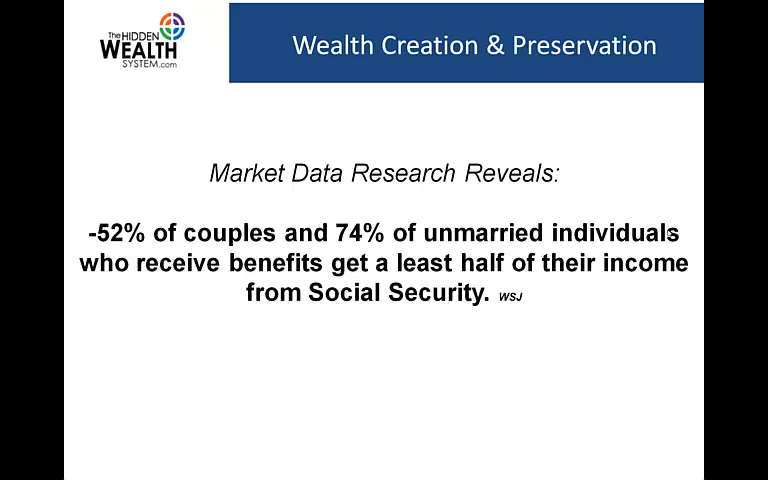 The HIDDEN
WEALTH
SYSTEM.com
Wealth Creation & Preservation
Market Data Research Reveals:
-52% of couples and 74% of unmarried individuals
who receive benefits get a least half of their income
from Social Security. WSJ